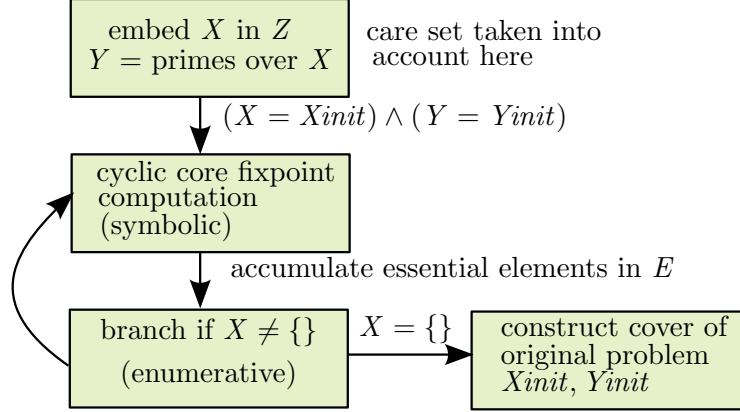 embed X in Z
Y = primes over X
care set taken into
account here
(X = Xinit) ∧ (Y = Yinit)
cyclic core fixpoint
computation
(symbolic)
accumulate essential elements in E
branch if X ≠ {}
(enumerative)
X = {}
construct cover of
original problem
Xinit, Yinit